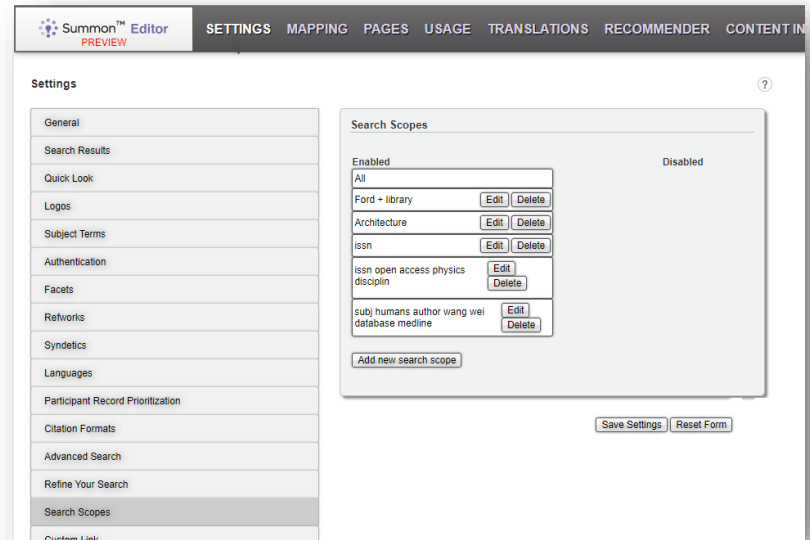 Summon™ Editor
PREVIEW
SETTINGS MAPPING PAGES USAGE TRANSLATIONS RECOMMENDER CONTENT IN
Settings
?
General
Search Results
Quick Look
Logos
Subject Terms
Authentication
Facets
Refworks
Syndetics
Languages
Participant Record Prioritization
Citation Formats
Advanced Search
Refine Your Search
Search Scopes
Custom Link
Search Scopes
Enabled Disabled
All
Ford + library Edit Delete
Architecture Edit Delete
issn Edit Delete
issn open access physics Edit
disciplin Delete
subj humans author wang wei Edit
database medline Delete
Add new search scope
Save Settings Reset Form